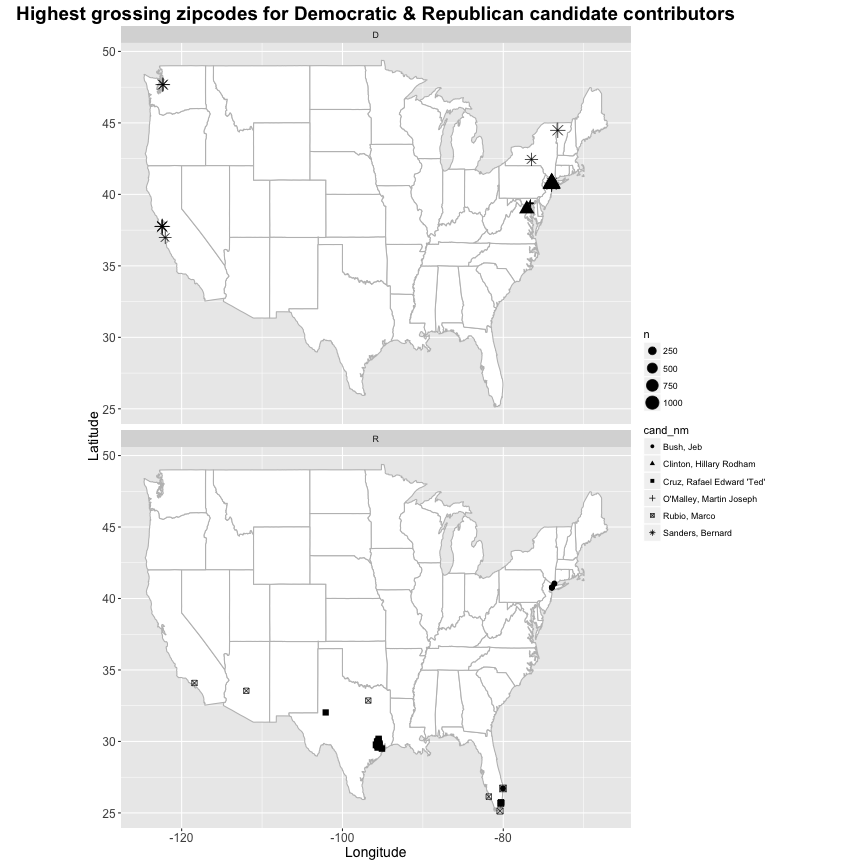 Highest grossing zipcodes for Democratic & Republican candidate contributors
D
50
45
40
35
30
25
Latitude
R
50
45
40
35
30
25
-120
-100
-80
Longitude
n
250
500
750
1000
cand_nm
Bush, Jeb
Clinton, Hillary Rodham
Cruz, Rafael Edward 'Ted'
O'Malley, Martin Joseph
Rubio, Marco
Sanders, Bernard